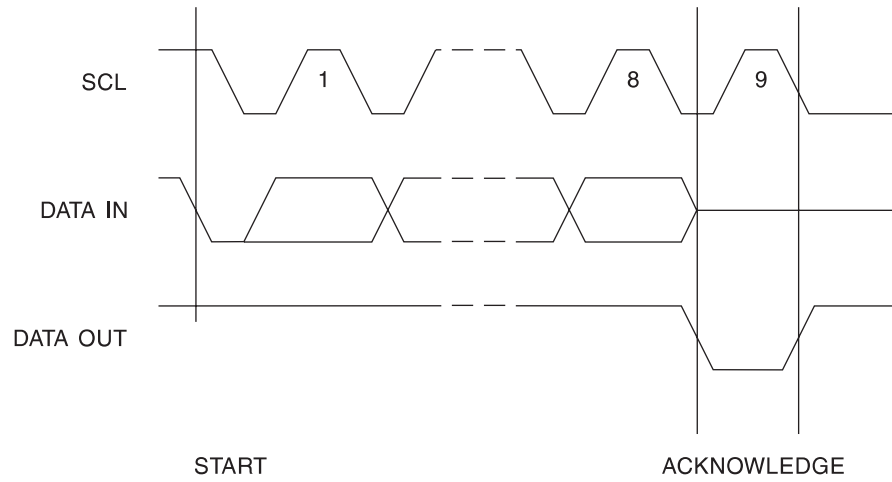 SCL
1
8
9
DATA IN
DATA OUT
START
ACKNOWLEDGE